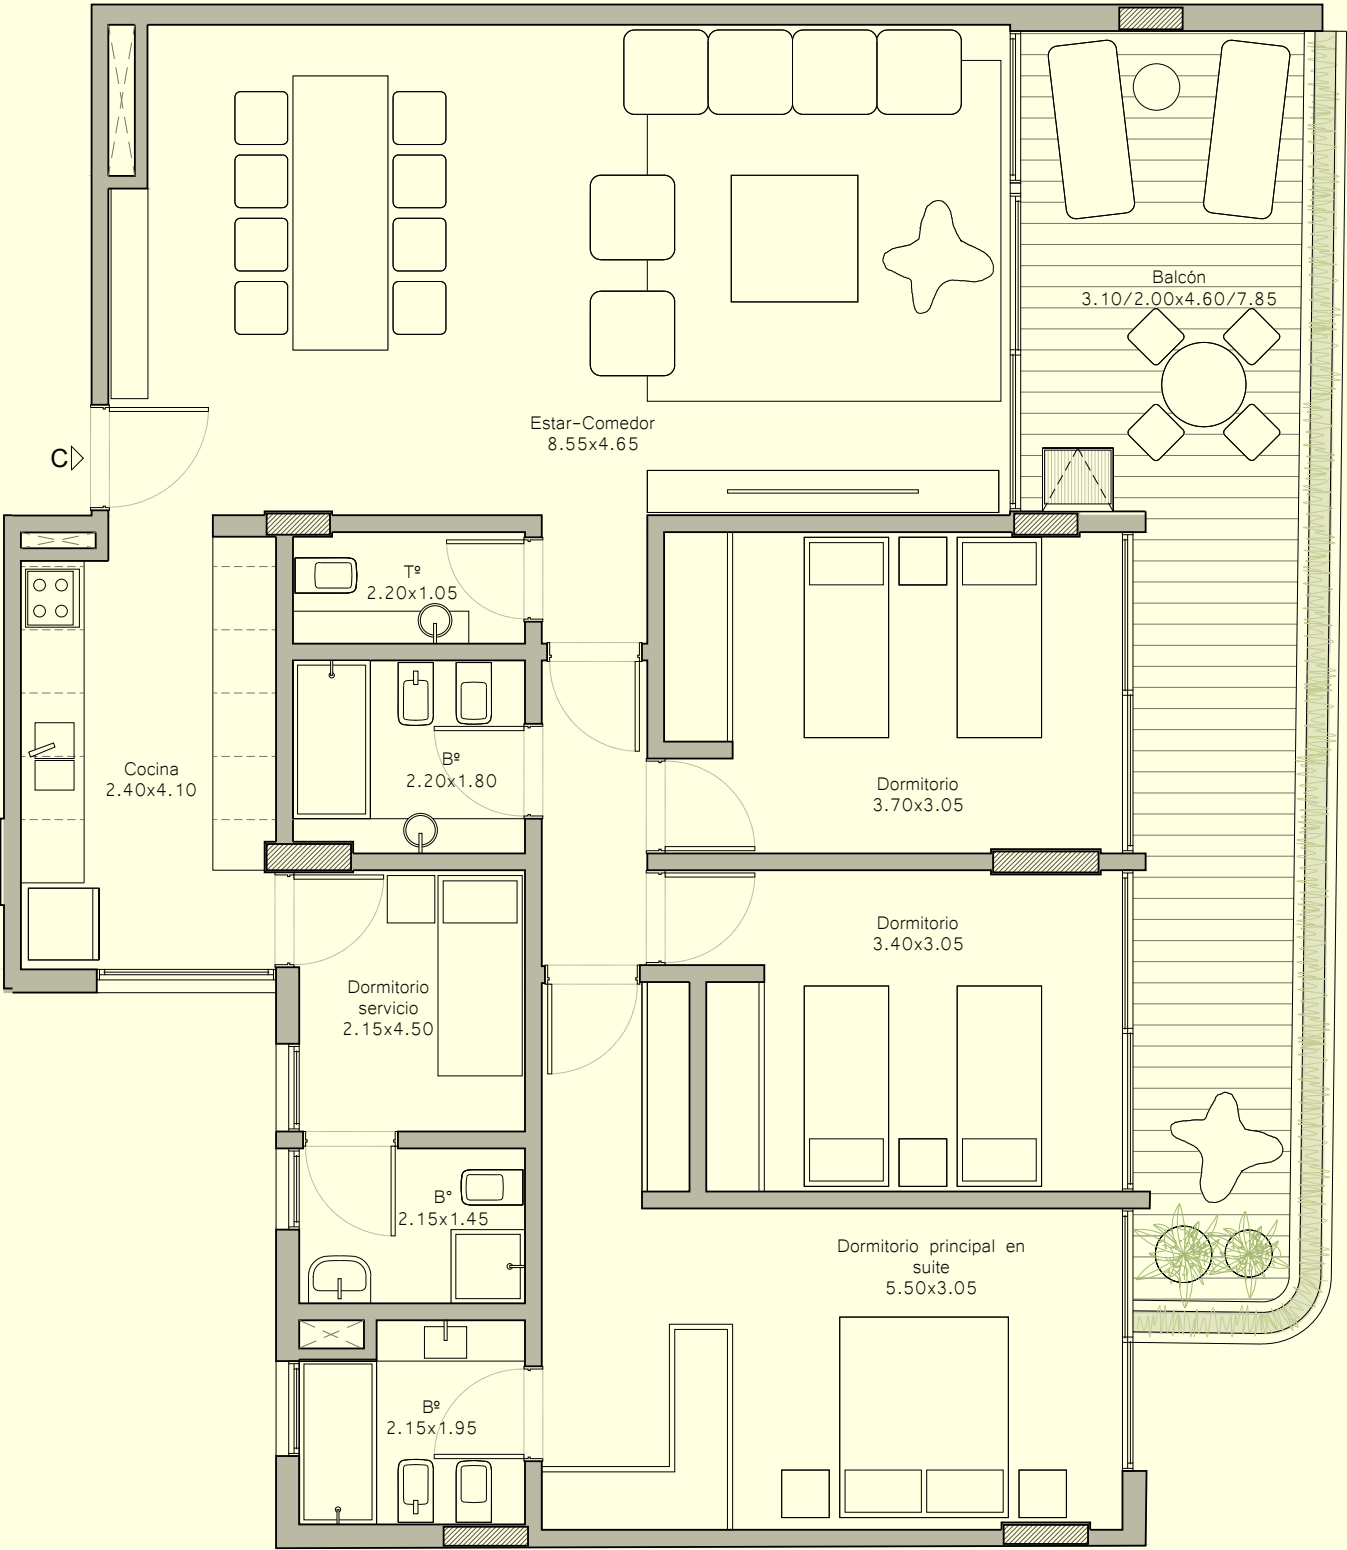 Balcón
3.10/2.00x4.60/7.85
Estar-Comedor
8.55x4.65
C
Tº
2.20x1.05
Bº
2.20x1.80
Cocina
2.40x4.10
Dormitorio
3.70x3.05
Dormitorio
3.40x3.05
Dormitorio
servicio
2.15x4.50
B°
2.15x1.45
Dormitorio principal en
suite
5.50x3.05
Bº
2.15x1.95